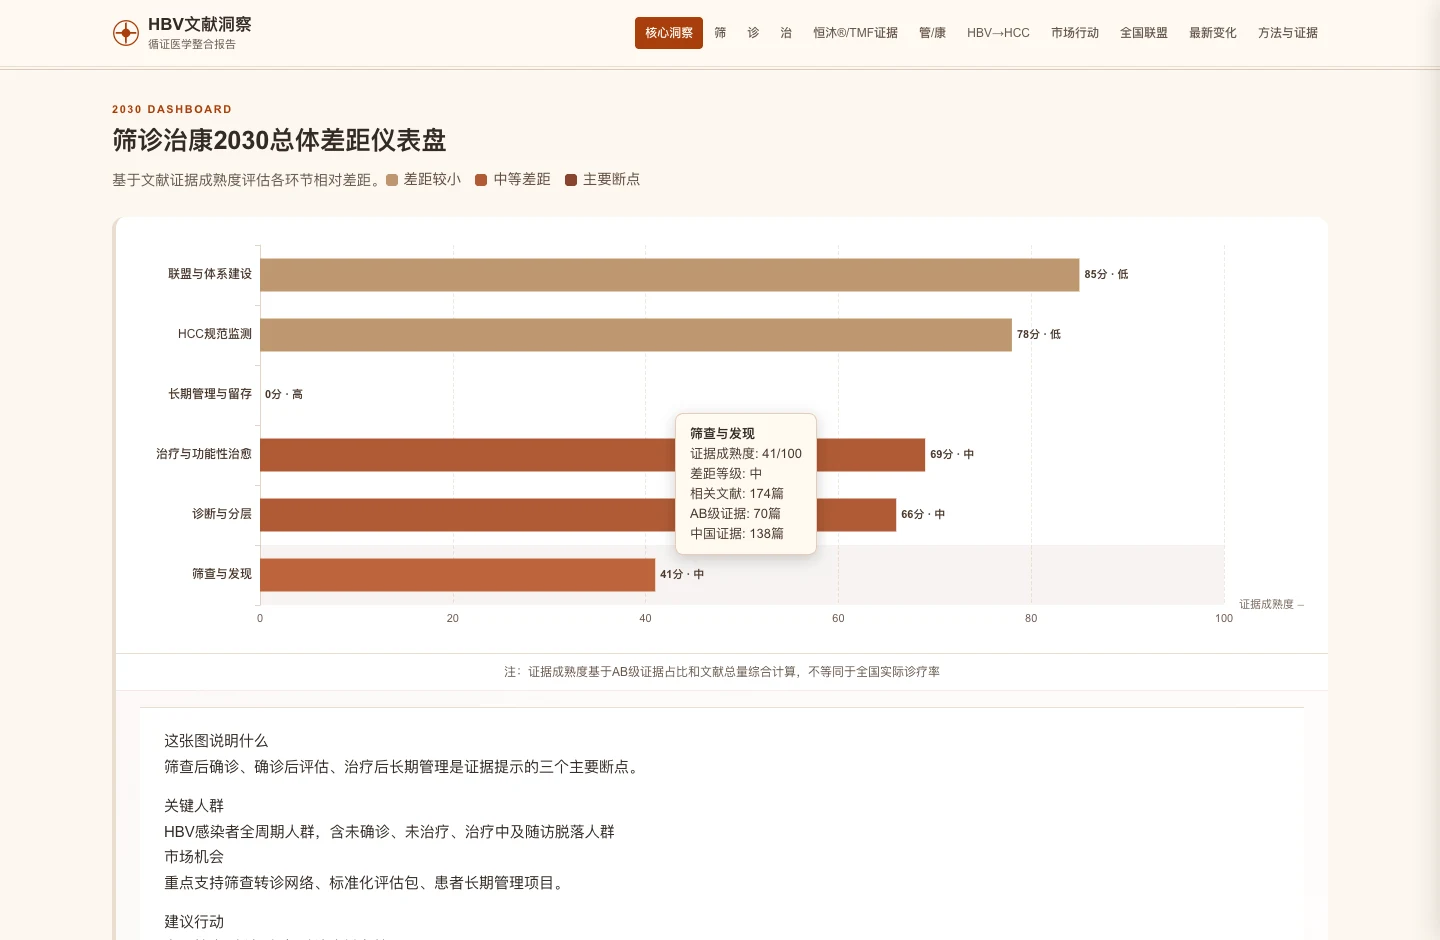 HBV文献洞察
循证医学整合报告
核心洞察 筛 诊 治 恒沐®/TMF证据 管/康 HBV→HCC 市场行动 全国联盟 最新变化 方法与证据
2030 DASHBOARD
筛诊治康2030总体差距仪表盘
基于文献证据成熟度评估各环节相对差距。 差距较小 中等差距 主要断点
联盟与体系建设 85分 · 低
HCC规范监测 78分 · 低
长期管理与留存 0分 · 高
治疗与功能性治愈 69分 · 中
诊断与分层 66分 · 中
筛查与发现 41分 · 中
筛查与发现
证据成熟度: 41/100
差距等级: 中
相关文献: 174篇
AB级证据: 70篇
中国证据: 138篇
0 20 40 60 80 100
证据成熟度 –
注：证据成熟度基于AB级证据占比和文献总量综合计算，不等同于全国实际诊疗率
这张图说明什么
筛查后确诊、确诊后评估、治疗后长期管理是证据提示的三个主要断点。
关键人群
HBV感染者全周期人群，含未确诊、未治疗、治疗中及随访脱落人群
市场机会
重点支持筛查转诊网络、标准化评估包、患者长期管理项目。
建议行动